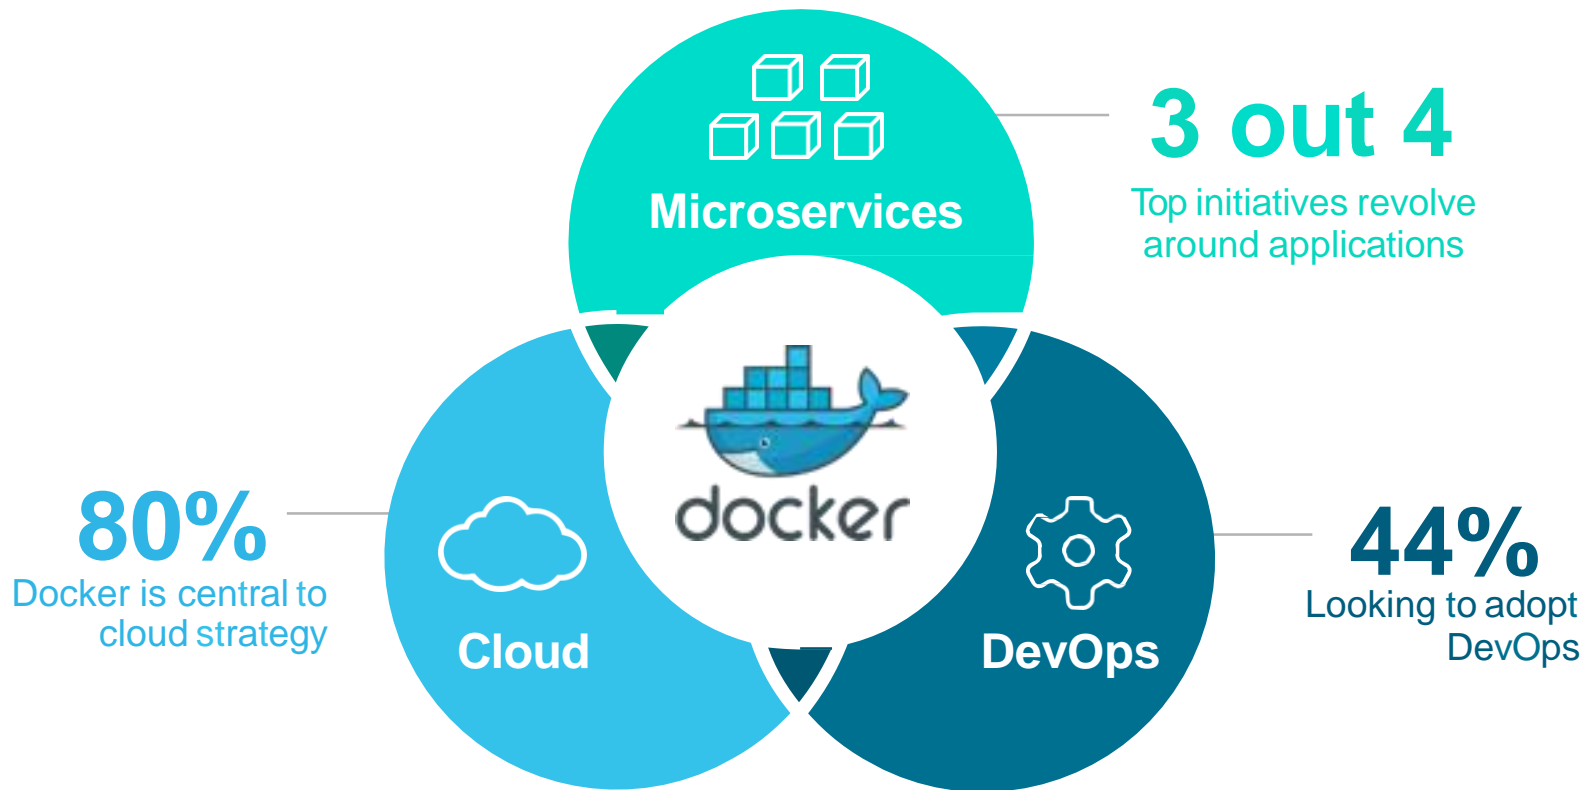 Microservices
3 out 4
Top initiatives revolve
around applications
docker
80%
Docker is central to
cloud strategy
Cloud
DevOps
44%
Looking to adopt
DevOps